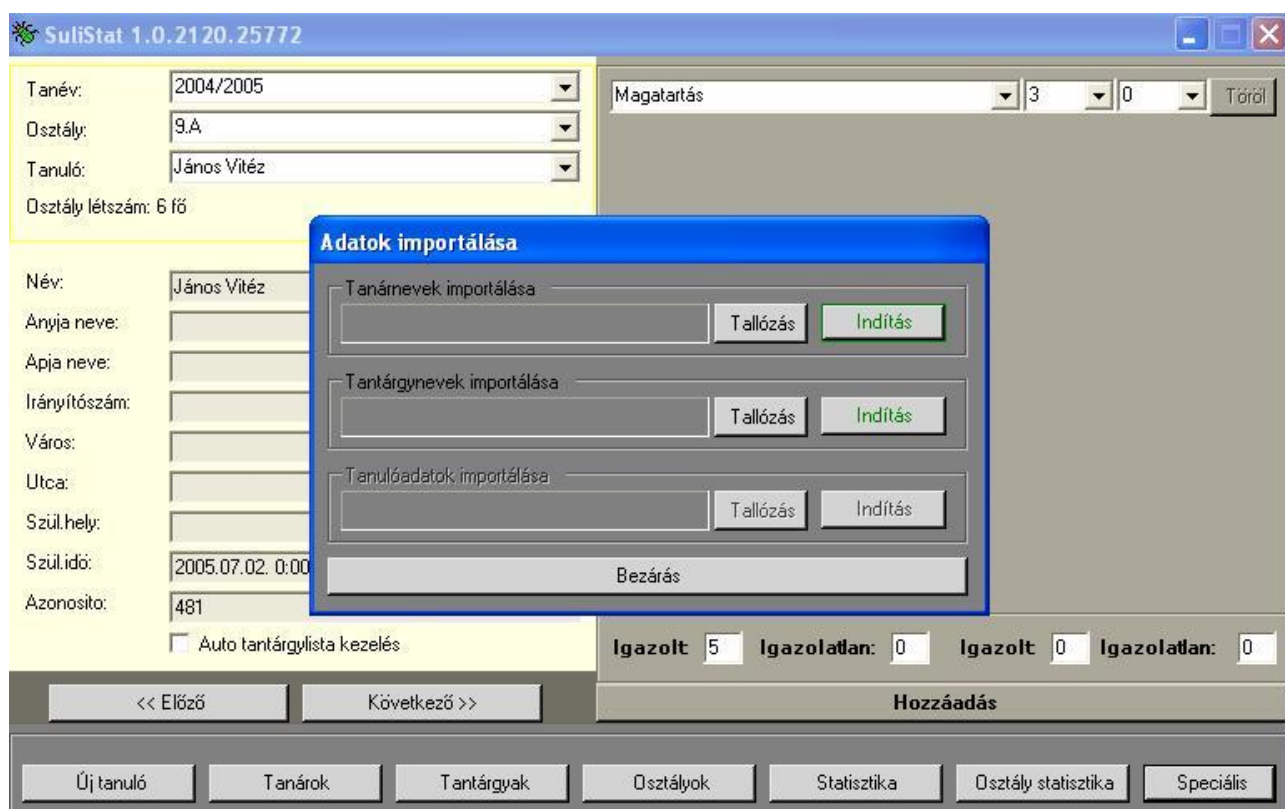 SuliStat 1.0.2120.25772
Tanév: 2004/2005
Osztály: 9.A
Tanuló: János Vitéz
Osztály létszám: 6 fő
Magatartás 3 0 Töröl
Név: János Vitéz
Anyja neve:
Apja neve:
Irányítószám:
Város:
Utca:
Szül.hely:
Szül.idő: 2005.07.02. 0:00
Azonosito: 481
Auto tantárgylista kezelés
<< Előző Következő >>
Adatok importálása
Tanárnevek importálása
Tallózás Indítás
Tantárgynevek importálása
Tallózás Indítás
Tanulóadatok importálása
Tallózás Indítás
Bezárás
Igazolt: 5 Igazolatlan: 0 Igazolt: 0 Igazolatlan: 0
Hozzáadás
Új tanuló Tanárok Tantárgyak Osztályok Statisztika Osztály statisztika Speciális